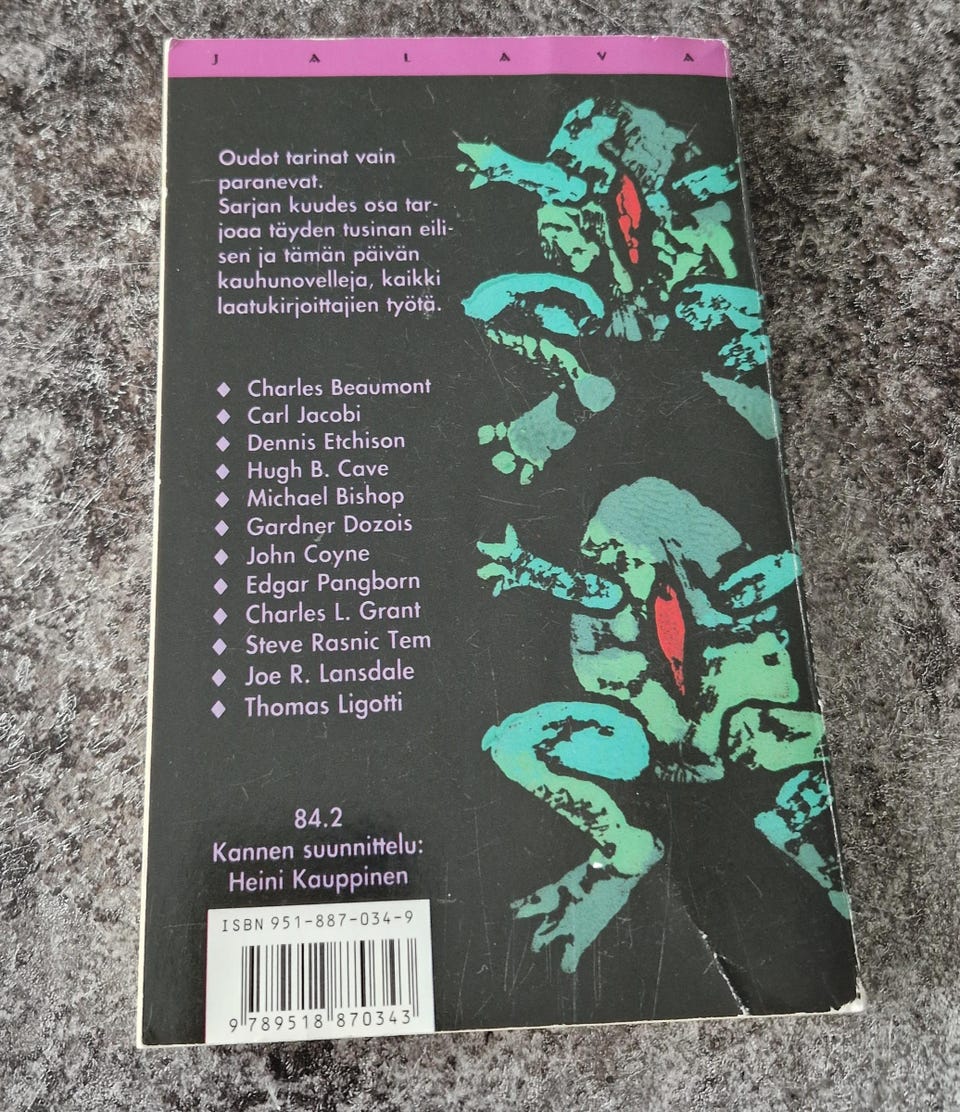 J A L A V A
Oudot tarinat vain
paranevat.
Sarjan kuudes osa tar-
joaa täyden tusinan eili-
sen ja tämän päivän
kauhunovelleja, kaikki
laatukirjoittajien työtä.
♦ Charles Beaumont
♦ Carl Jacobi
♦ Dennis Etchison
♦ Hugh B. Cave
♦ Michael Bishop
♦ Gardner Dozois
♦ John Coyne
♦ Edgar Pangborn
♦ Charles L. Grant
♦ Steve Rasnic Tem
♦ Joe R. Lansdale
♦ Thomas Ligotti
84.2
Kannen suunnittelu:
Heini Kauppinen
ISBN 951-887-034-9
9 789518 870343